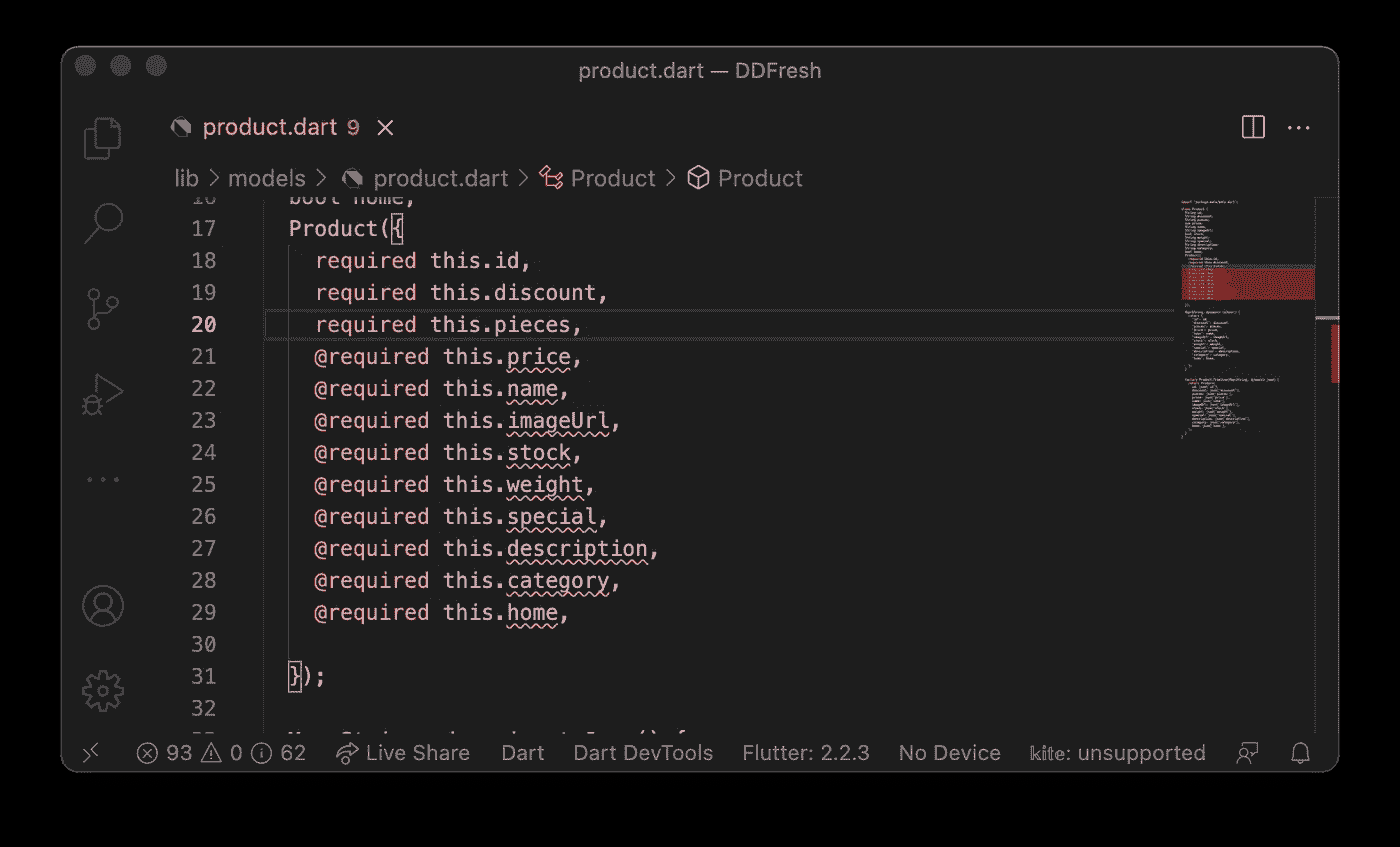 product.dart — DDFresh
product.dart 9
lib > models > product.dart > Product > Product
16 bool home;
17 Product({
18 required this.id,
19 required this.discount,
20 required this.pieces,
21 @required this.price,
22 @required this.name,
23 @required this.imageUrl,
24 @required this.stock,
25 @required this.weight,
26 @required this.special,
27 @required this.description,
28 @required this.category,
29 @required this.home,
30
31 });
32
93 0 62 Live Share Dart Dart DevTools Flutter: 2.2.3 No Device kite: unsupported